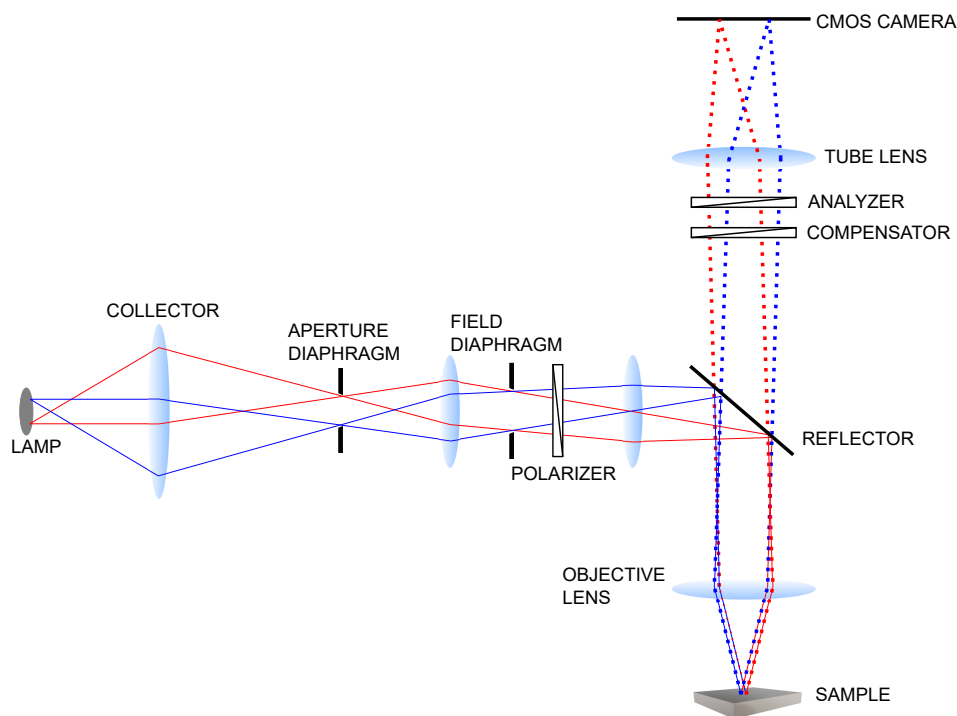 CMOS CAMERA
TUBE LENS
ANALYZER
COMPENSATOR
COLLECTOR
APERTURE
DIAPHRAGM
FIELD
DIAPHRAGM
LAMP
POLARIZER
REFLECTOR
OBJECTIVE
LENS
SAMPLE